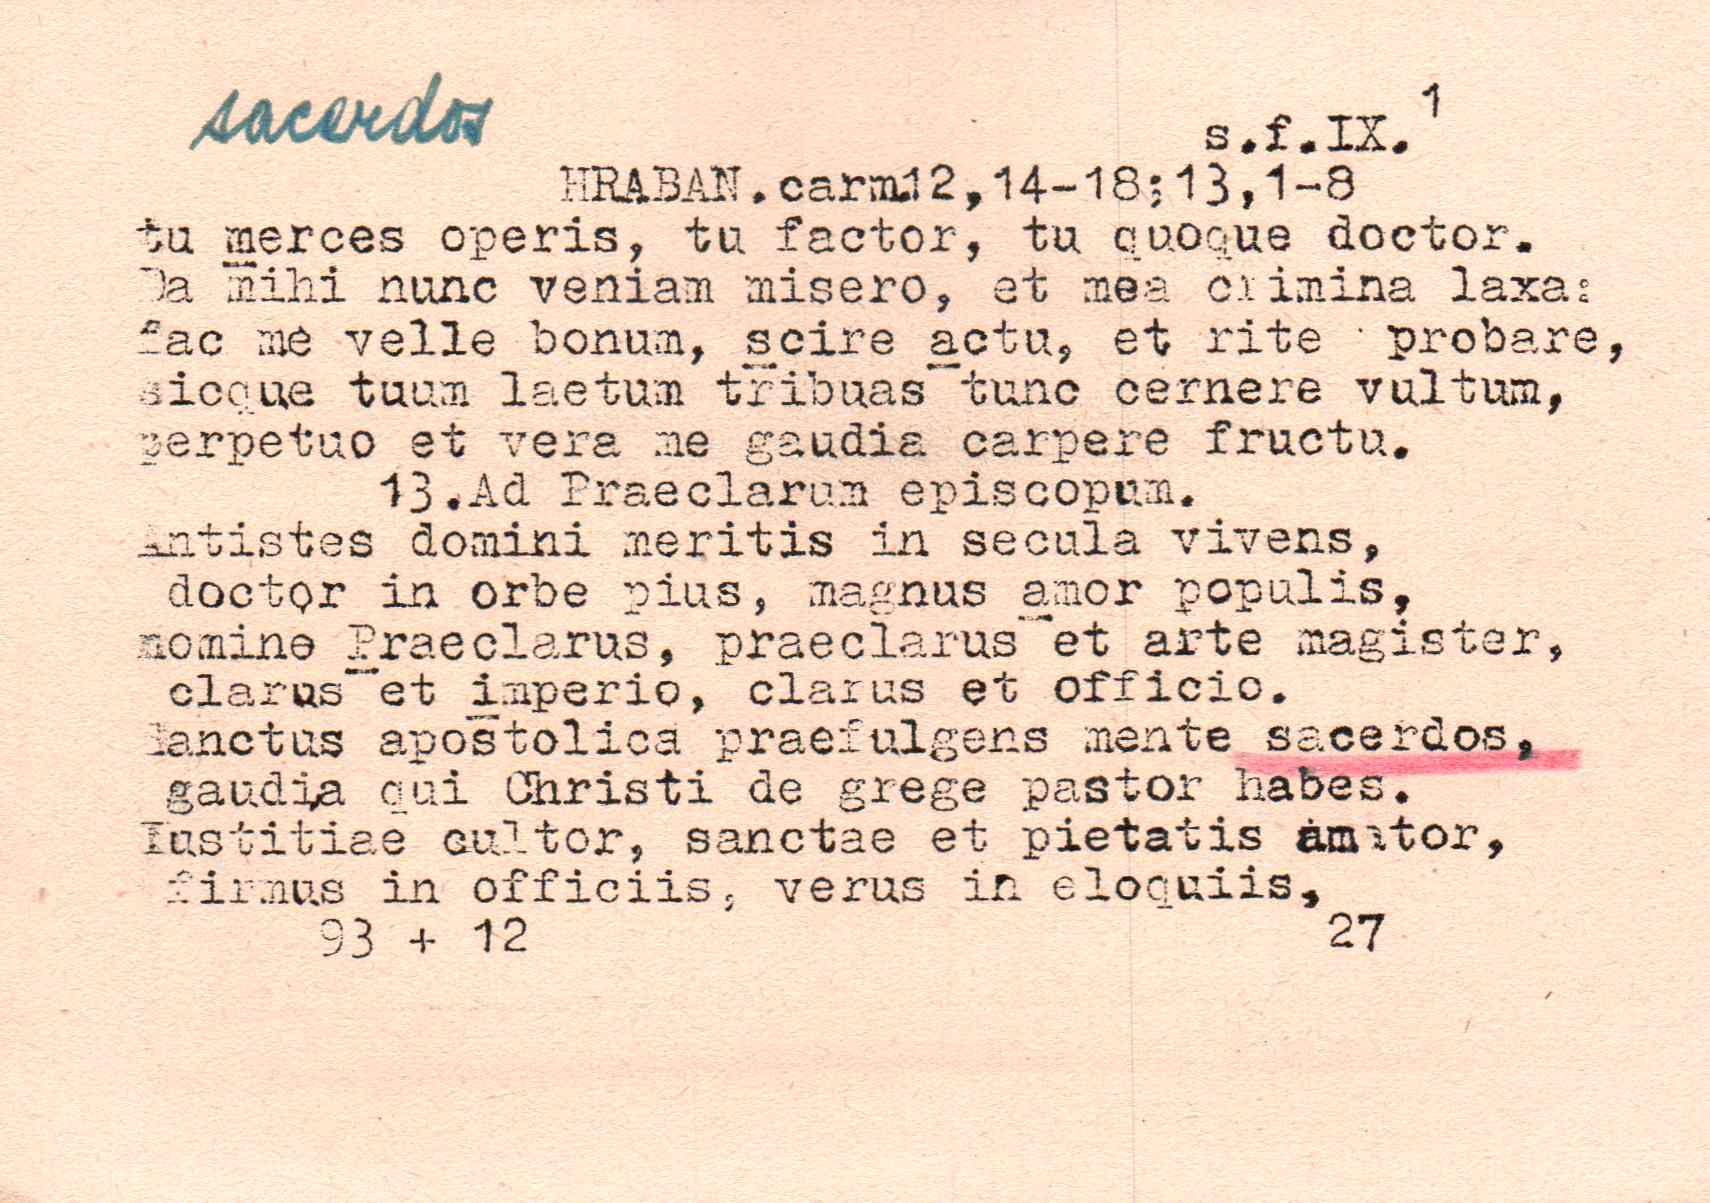 sacerdos
s.f.IX.¹
HRABAN.carm.12,14-18;13,1-8
tu merces operis, tu factor, tu quoque doctor.
Da mihi nunc veniam misero, et mea crimina laxa:
fac me velle bonum, scire actu, et rite probare,
sicque tuum laetum tribuas tunc cernere vultum,
perpetuo et vera me gaudia carpere fructu.
13.Ad Praeclarum episcopum.
Antistes domini meritis in secula vivens,
doctor in orbe pius, magnus amor populis,
nomine Praeclarus, praeclarus et arte magister,
clarus et imperio, clarus et officio.
Sanctus apostolica praefulgens mente sacerdos,
gaudia qui Christi de grege pastor habes.
Iustitiae cultor, sanctae et pietatis amator,
firmus in officiis, verus in eloquiis,
93 + 12 27